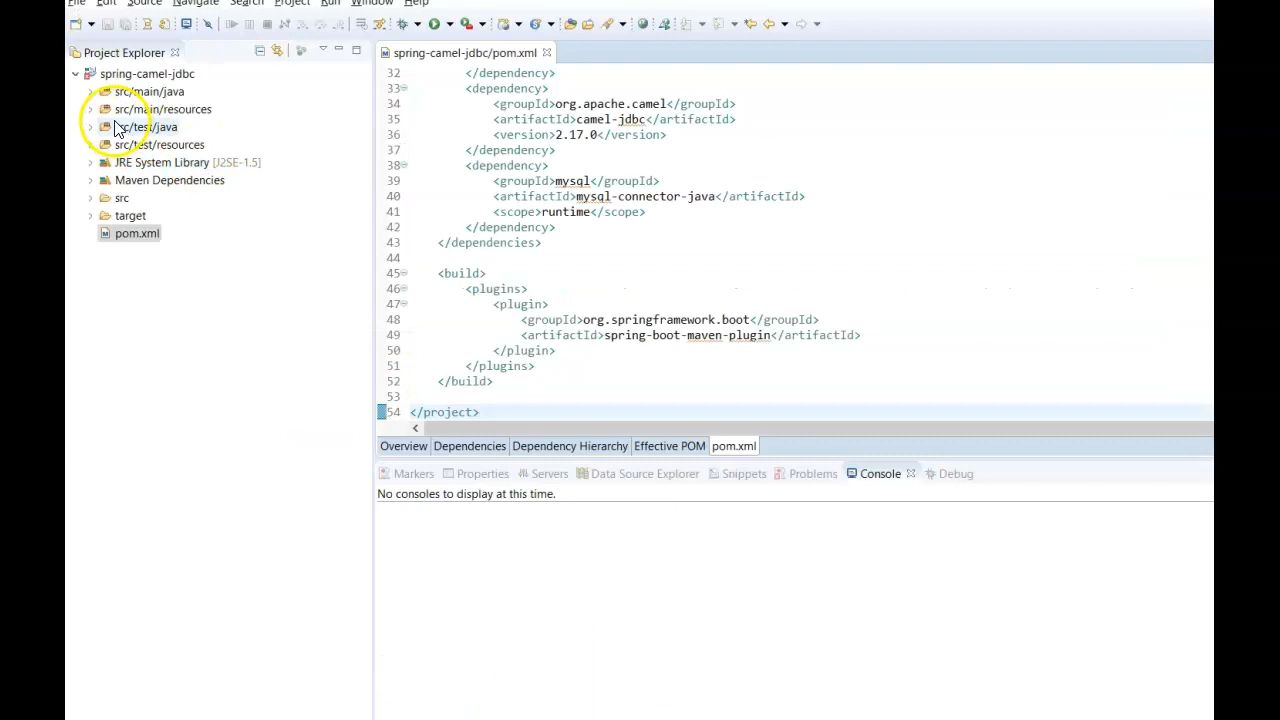 File Edit Source Navigate Search Project Run Window Help
Project Explorer
spring-camel-jdbc
src/main/java
src/main/resources
src/test/java
src/test/resources
JRE System Library [J2SE-1.5]
Maven Dependencies
src
target
pom.xml
spring-camel-jdbc/pom.xml
32 </dependency>
33 <dependency>
34 <groupId>org.apache.camel</groupId>
35 <artifactId>camel-jdbc</artifactId>
36 <version>2.17.0</version>
37 </dependency>
38 <dependency>
39 <groupId>mysql</groupId>
40 <artifactId>mysql-connector-java</artifactId>
41 <scope>runtime</scope>
42 </dependency>
43 </dependencies>
44
45 <build>
46 <plugins>
47 <plugin>
48 <groupId>org.springframework.boot</groupId>
49 <artifactId>spring-boot-maven-plugin</artifactId>
50 </plugin>
51 </plugins>
52 </build>
53
54 </project>
Overview Dependencies Dependency Hierarchy Effective POM pom.xml
Markers Properties Servers Data Source Explorer Snippets Problems Console Debug
No consoles to display at this time.